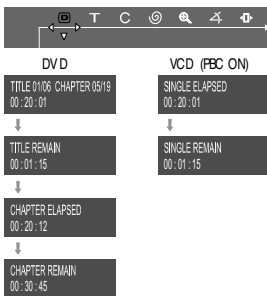 D T C
DVD
VCD (PBC ON)
TITLE 01/06 CHAPTER 05/19
00 : 20 : 01
SINGLE ELAPSED
00 : 20 : 01
TITLE REMAIN
00 : 01 : 15
SINGLE REMAIN
00 : 01 : 15
CHAPTER ELAPSED
00 : 20 : 12
CHAPTER REMAIN
00 : 30 : 45